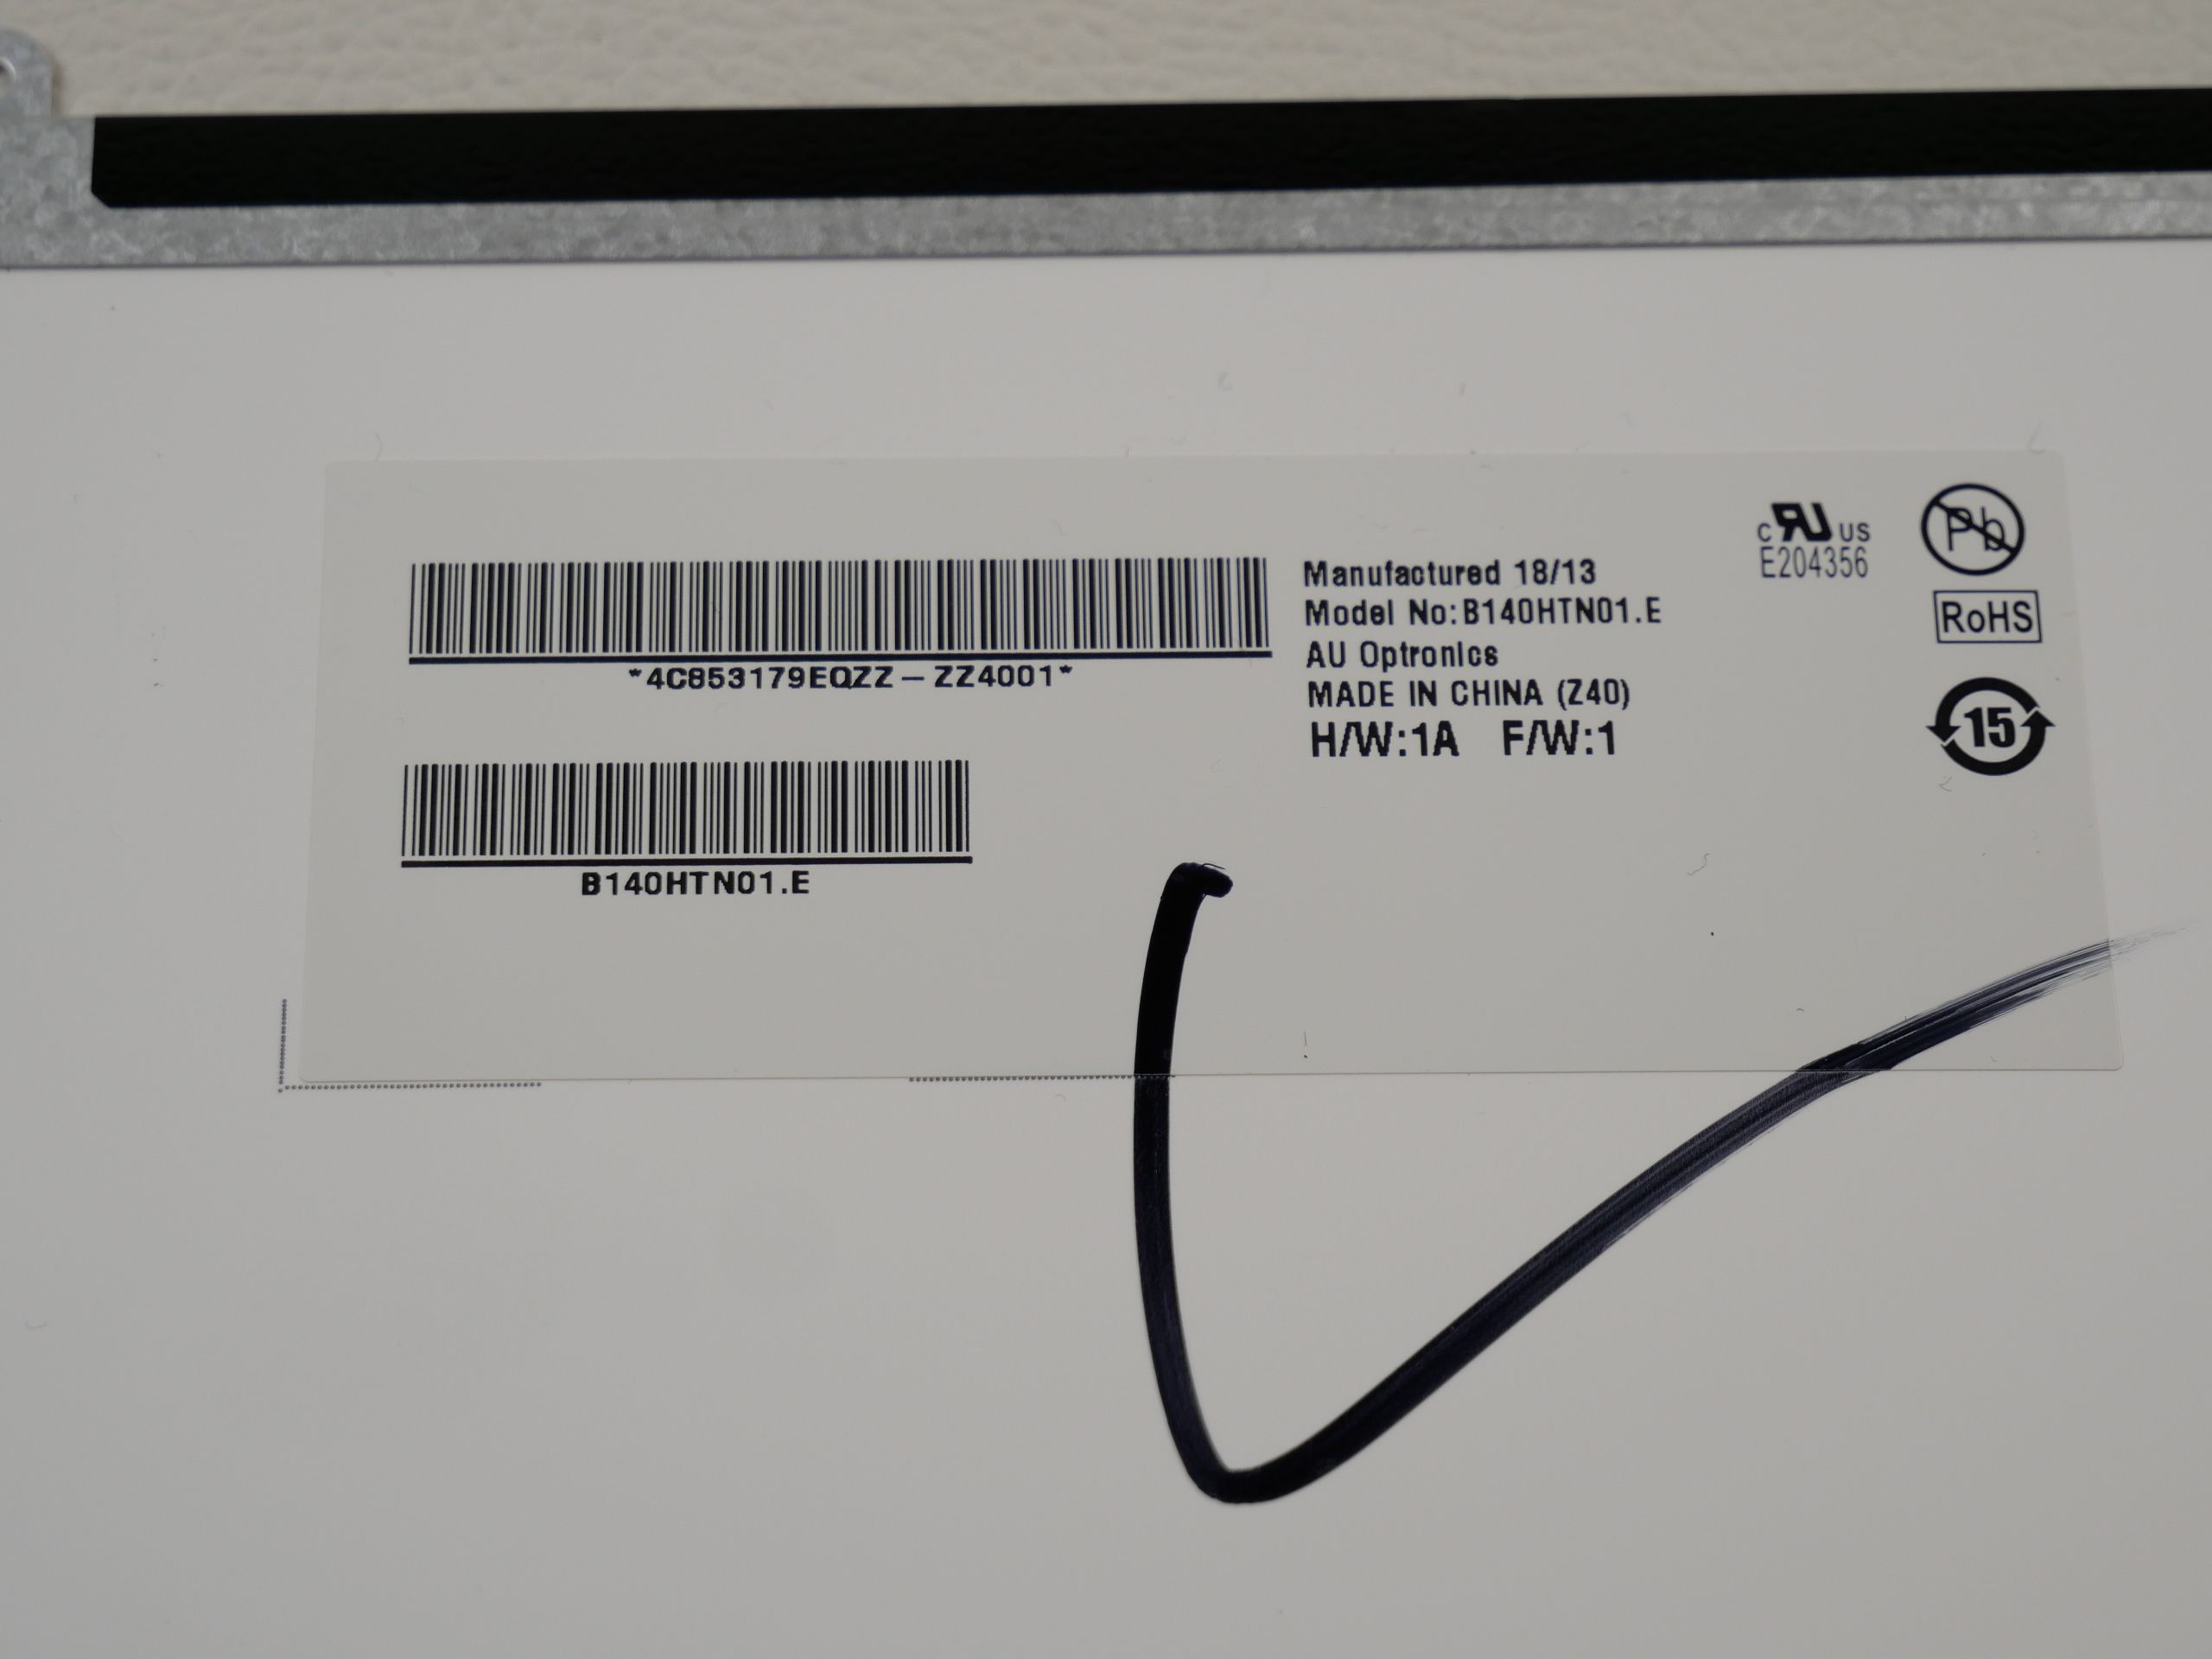 *4C853179EQZZ-ZZ4001*
B140HTN01.E
Manufactured 18/13
Model No:B140HTN01.E
AU Optronics
MADE IN CHINA (Z40)
H/W:1A F/W:1
c RU US
E204356
Pb
RoHS
15